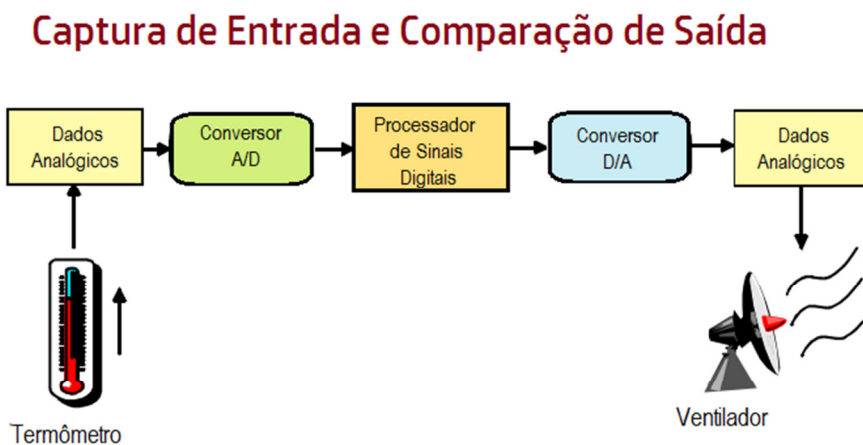 Captura de Entrada e Comparação de Saída
Dados
Analógicos
Conversor
A/D
Processador
de Sinais
Digitais
Conversor
D/A
Dados
Analógicos
Termômetro
Ventilador